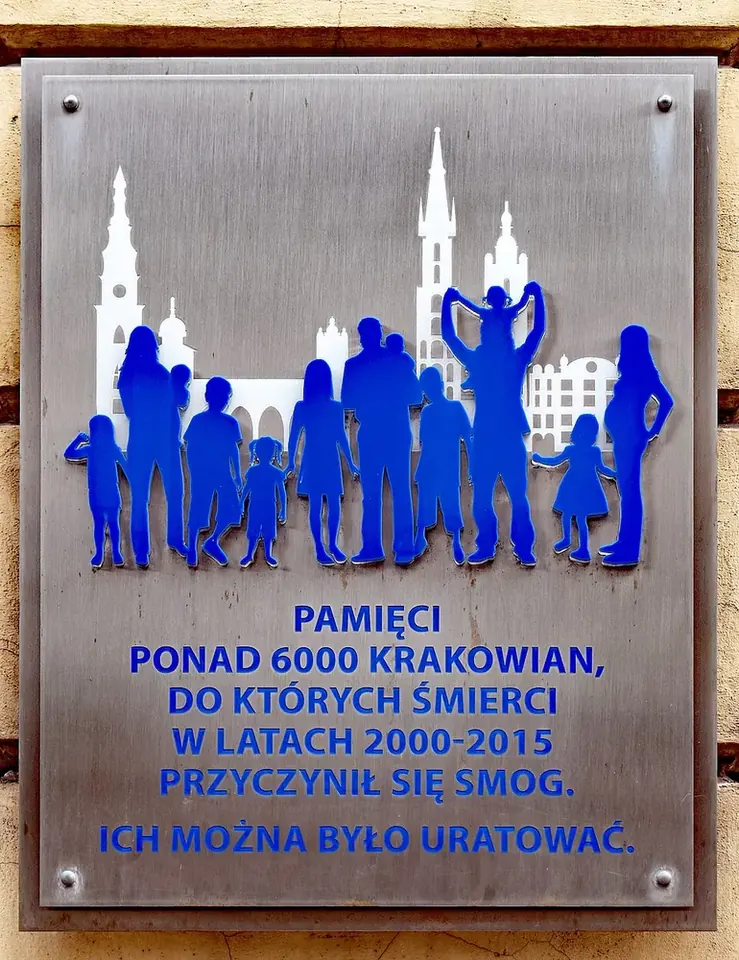 PAMIĘCI
PONAD 6000 KRAKOWIAN,
DO KTÓRYCH ŚMIERCI
W LATACH 2000-2015
PRZYCZYNIŁ SIĘ SMOG.
ICH MOŻNA BYŁO URATOWAĆ.